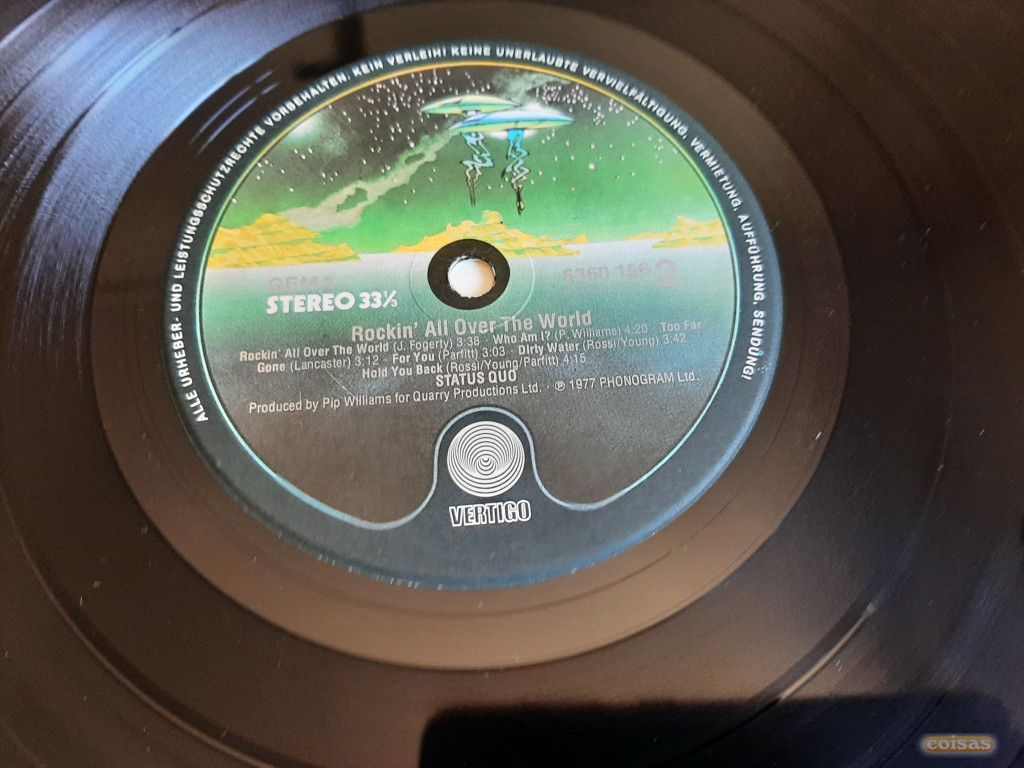 ALLE URHEBER- UND LEISTUNGSSCHUTZRECHTE VORBEHALTEN. KEIN VERLEIH! KEINE UNERLAUBTE VERVIELFÄLTIGUNG, VERMIETUNG, AUFFÜHRUNG, SENDUNG!
GEMA 6360 156 2
STEREO 33⅓
Rockin' All Over The World
Rockin' All Over The World (J. Fogerty) 3:38 · Who Am I? (P. Williams) 4:20 · Too Far
Gone (Lancaster) 3:12 · For You (Parfitt) 3:03 · Dirty Water (Rossi/Young) 3:42
Hold You Back (Rossi/Young/Parfitt) 4:15
STATUS QUO
Produced by Pip Williams for Quarry Productions Ltd. · ℗ 1977 PHONOGRAM Ltd.
VERTIGO
coisas